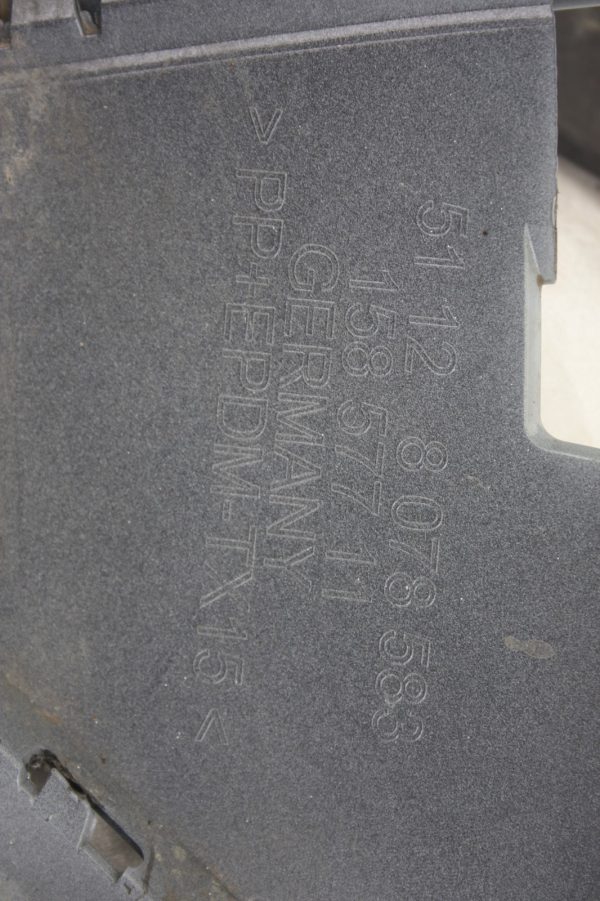 51 12 8 078 583
158 577 11
GERMANY
> PP+EPDM-TX15 <